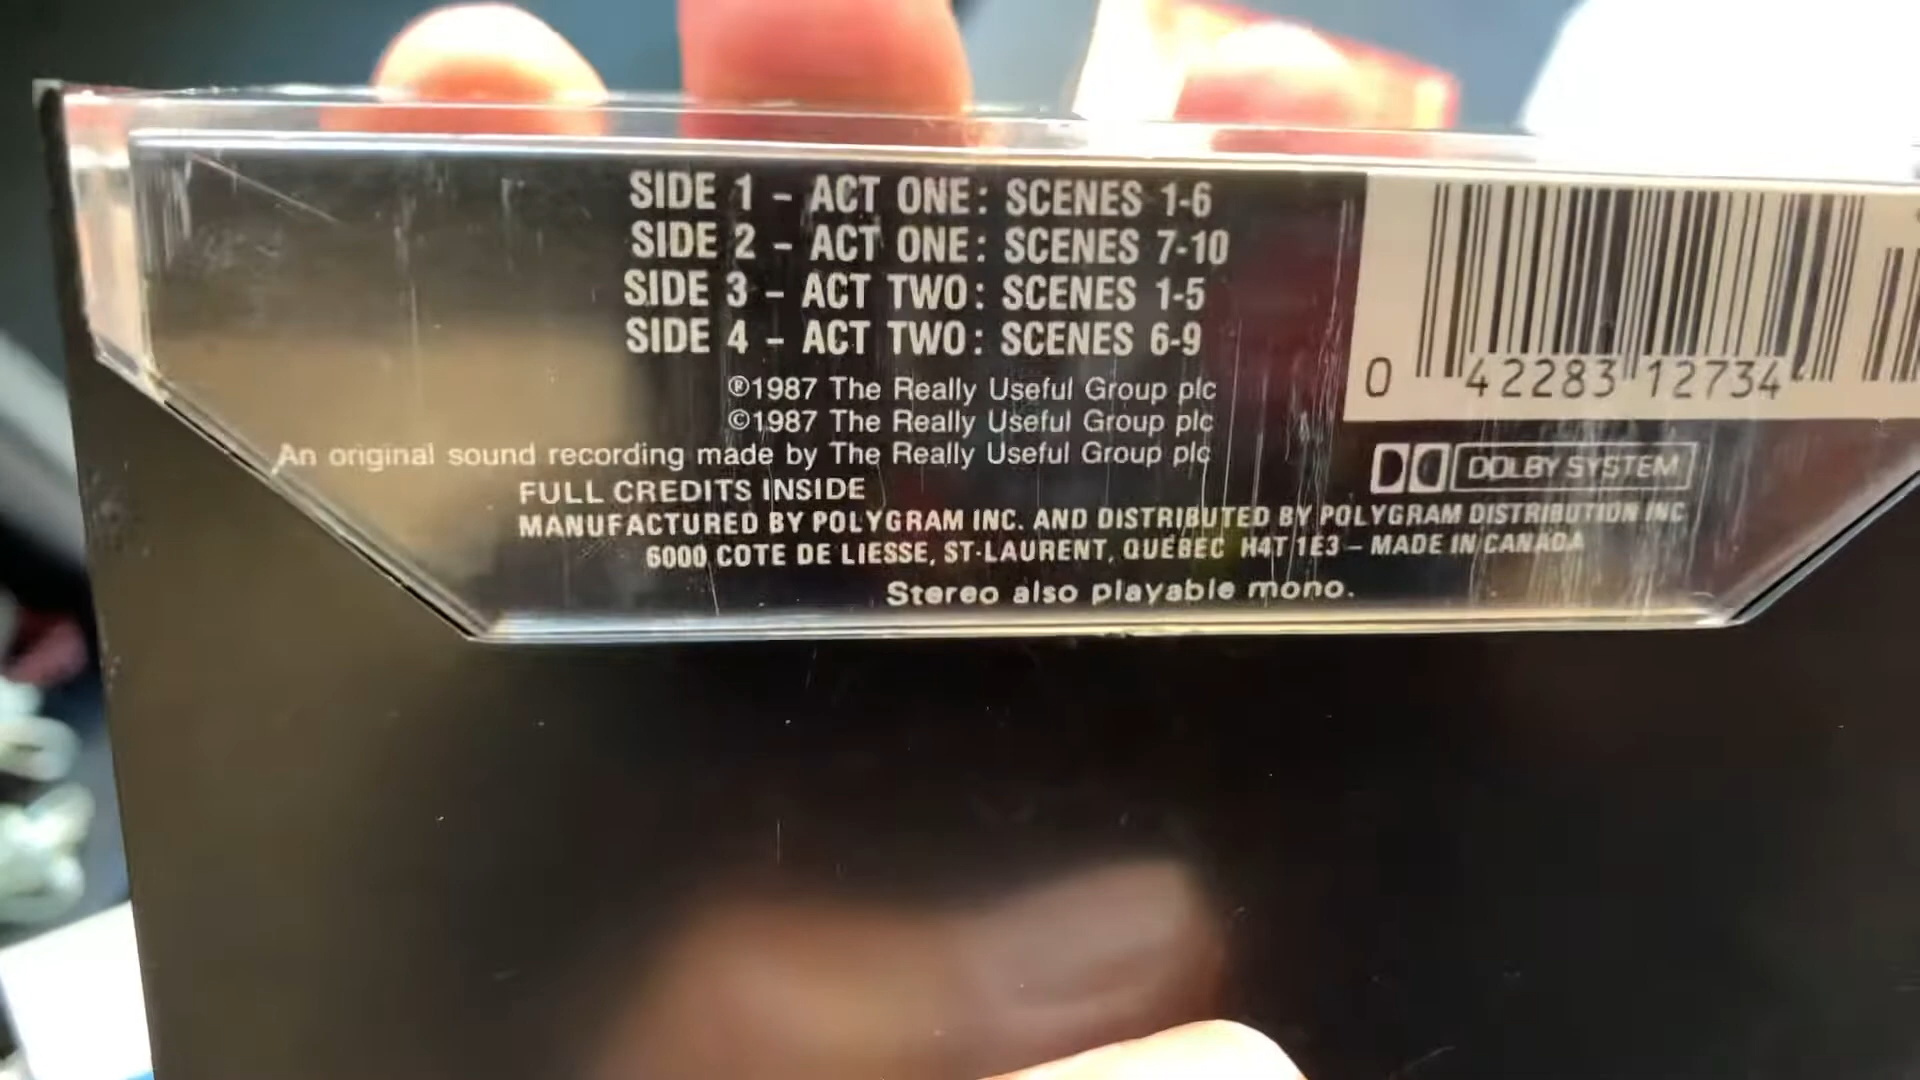 SIDE 1 - ACT ONE: SCENES 1-6
SIDE 2 - ACT ONE: SCENES 7-10
SIDE 3 - ACT TWO: SCENES 1-5
SIDE 4 - ACT TWO: SCENES 6-9
℗1987 The Really Useful Group plc
©1987 The Really Useful Group plc
An original sound recording made by The Really Useful Group plc
FULL CREDITS INSIDE
MANUFACTURED BY POLYGRAM INC. AND DISTRIBUTED BY POLYGRAM DISTRIBUTION INC
6000 COTE DE LIESSE, ST-LAURENT, QUEBEC H4T 1E3 – MADE IN CANADA
Stereo also playable mono.
0 42283 12734
DOLBY SYSTEM